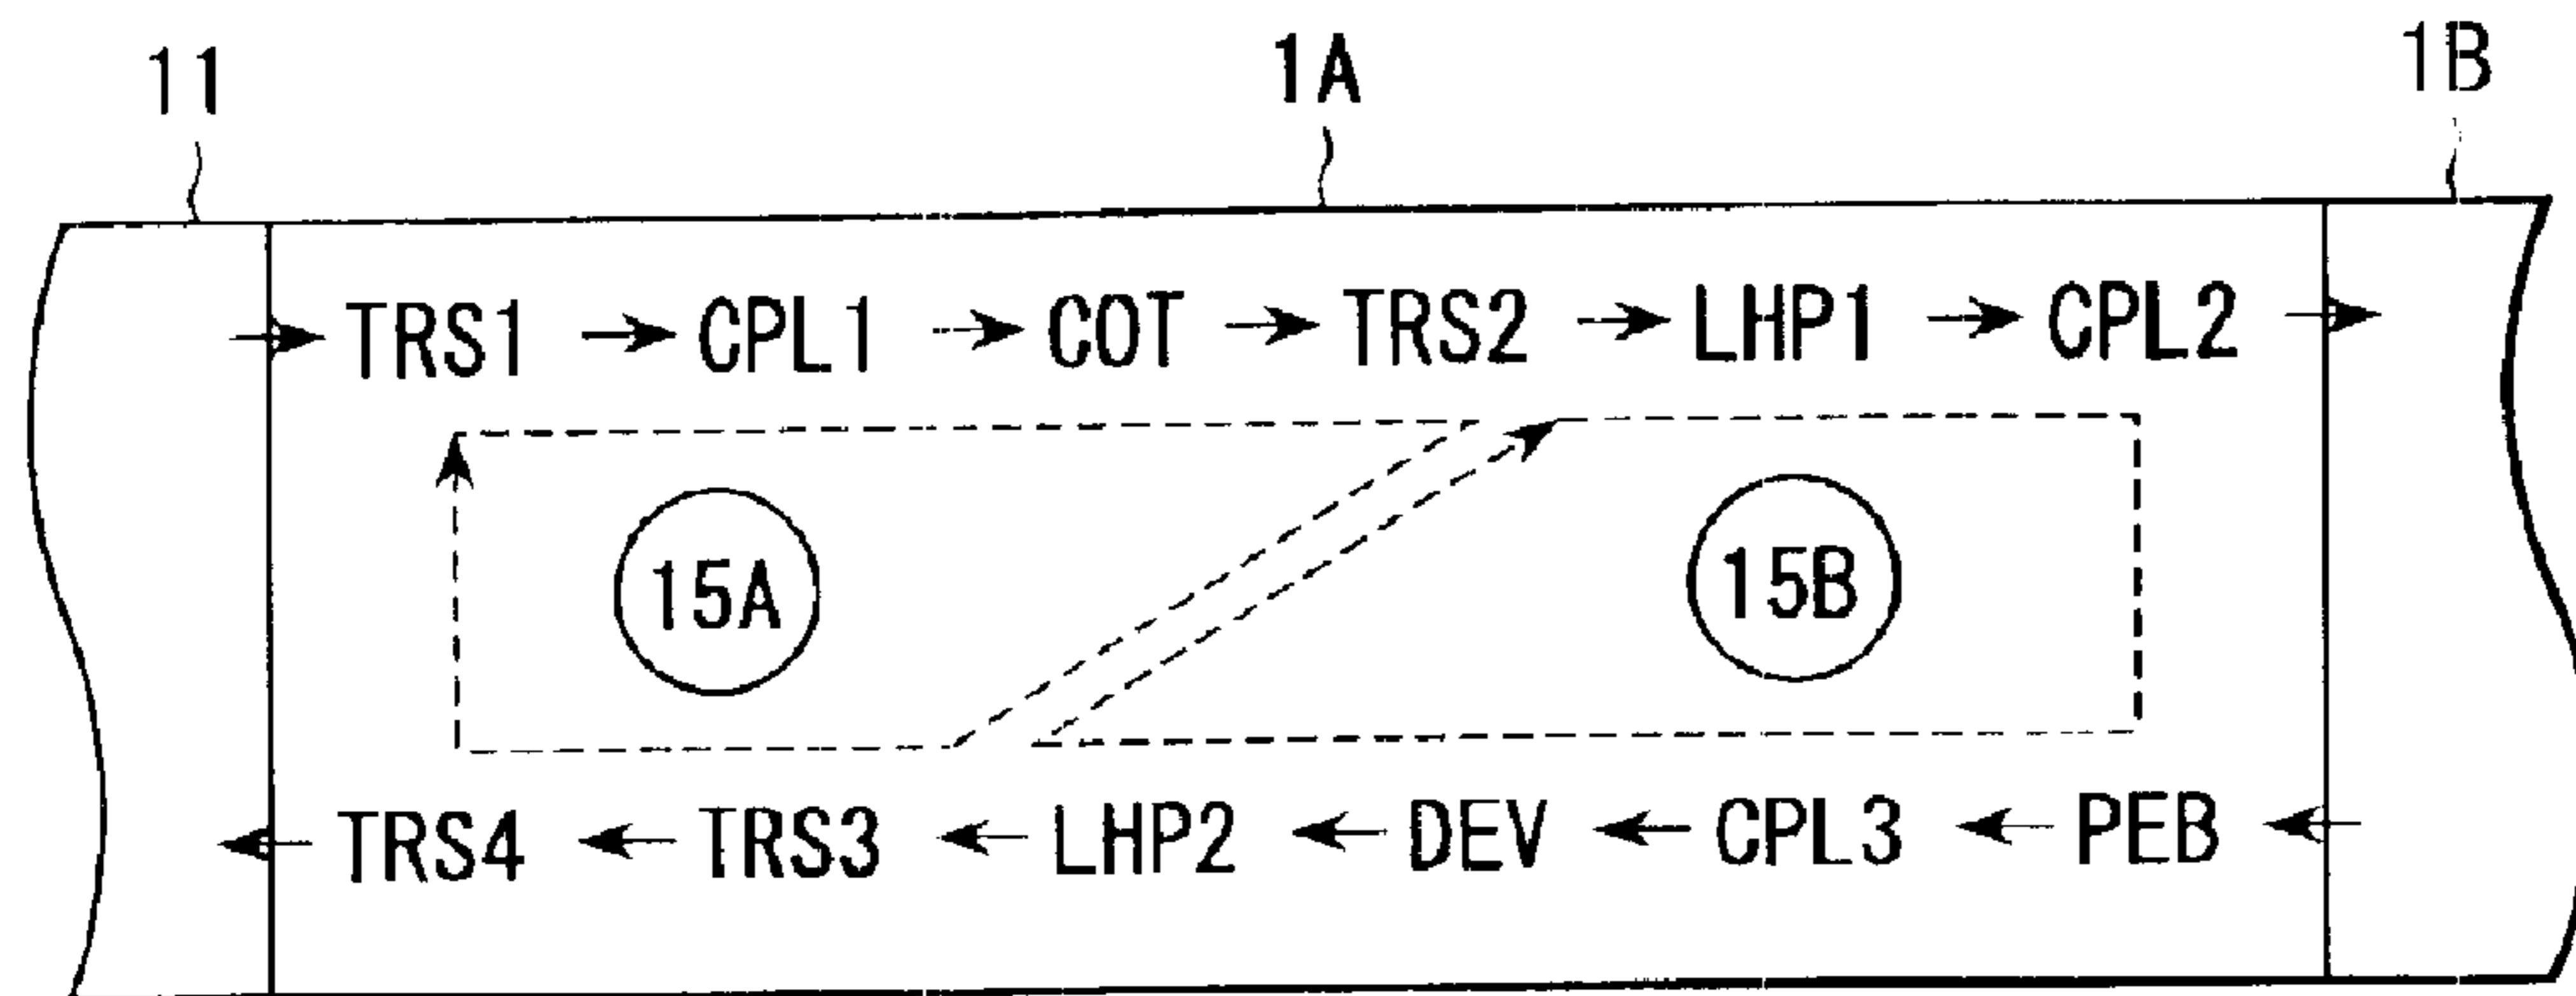 11 1A 1B
TRS1 → CPL1 → COT → TRS2 → LHP1 → CPL2 →
15A 15B
← TRS4 ← TRS3 ← LHP2 ← DEV ← CPL3 ← PEB ←